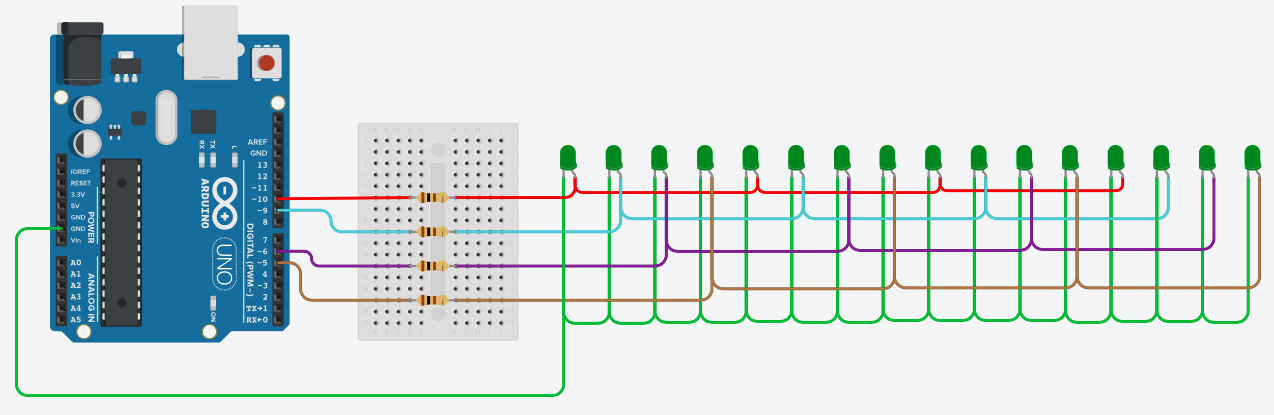 AREF
GND
13
12
~11
~10
~9
8
7
~6
~5
4
~3
2
TX→1
RX←0
DIGITAL (PWM~)
IOREF
RESET
3.3V
5V
GND
GND
Vin
POWER
A0
A1
A2
A3
A4
A5
ANALOG IN
RX
TX
L
ARDUINO
UNO
ON